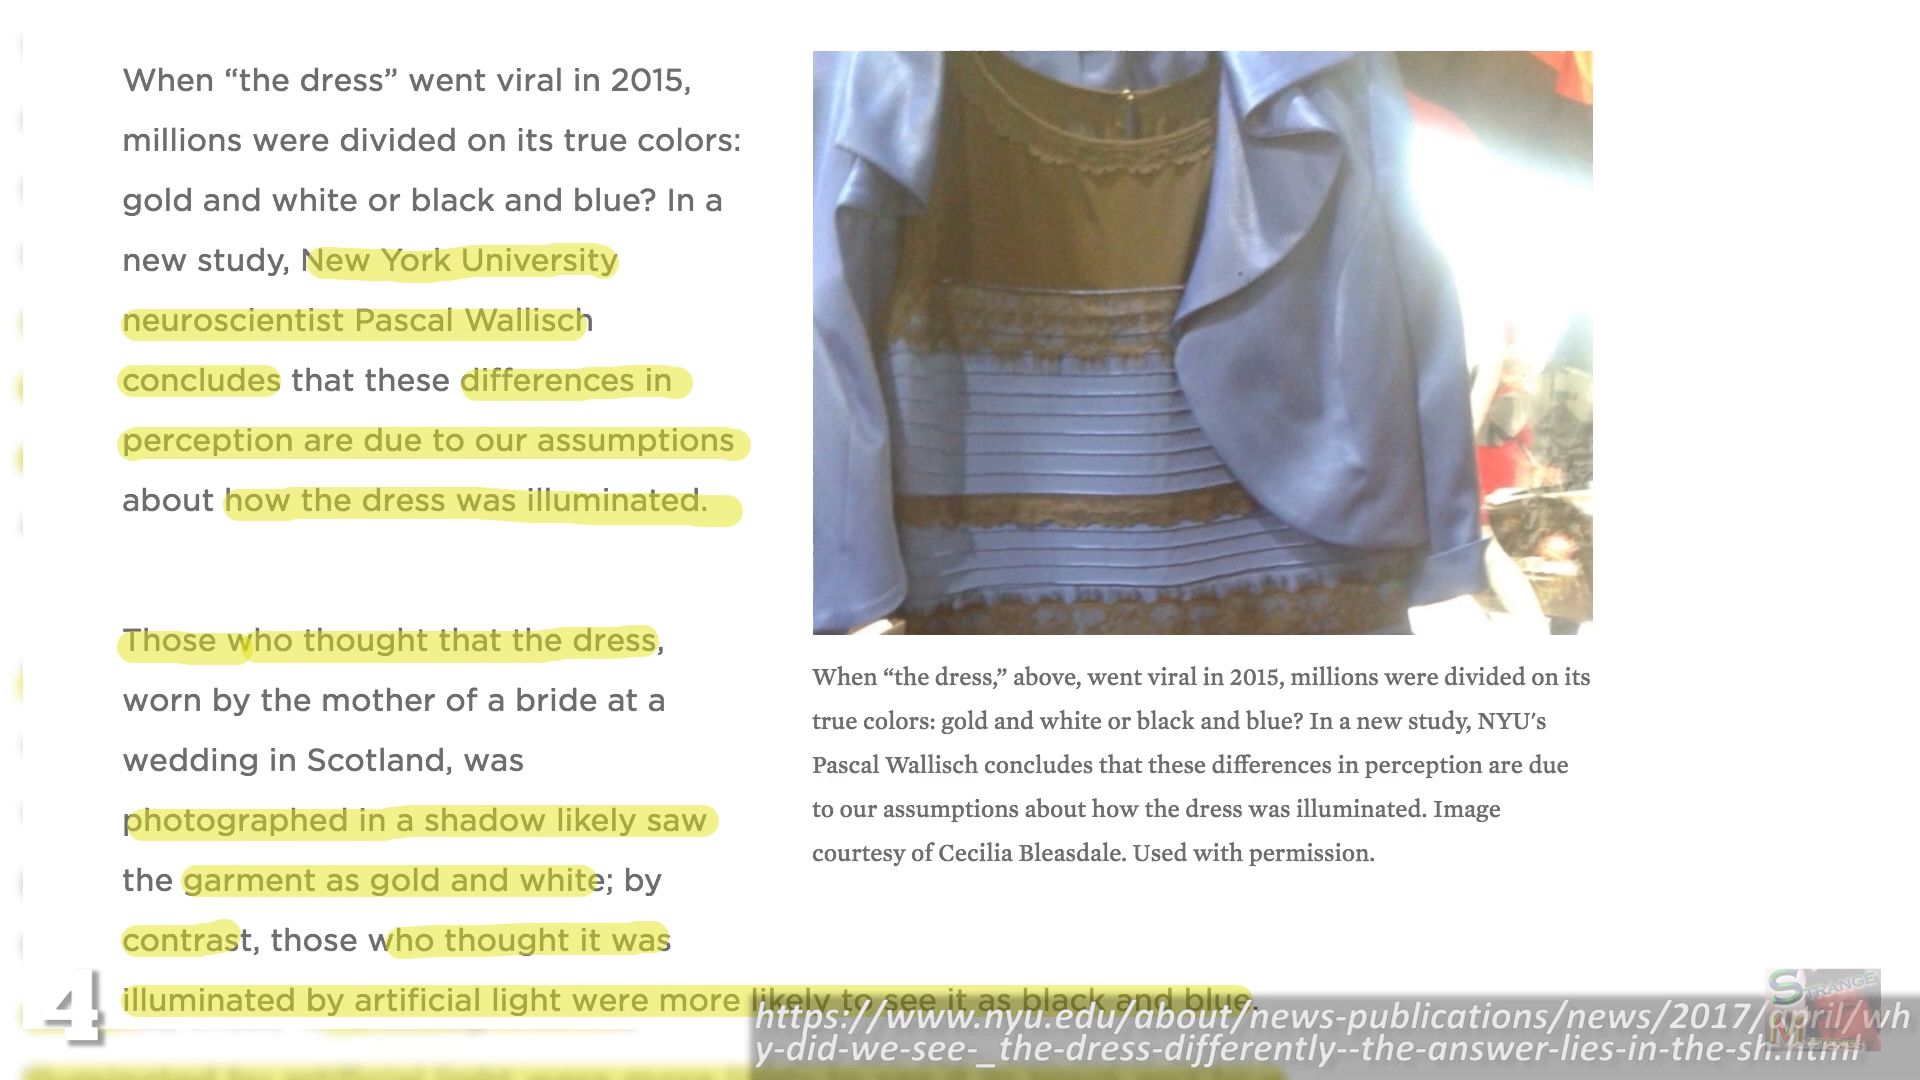 When “the dress” went viral in 2015,
millions were divided on its true colors:
gold and white or black and blue? In a
new study, New York University
neuroscientist Pascal Wallisch
concludes that these differences in
perception are due to our assumptions
about how the dress was illuminated.
Those who thought that the dress,
worn by the mother of a bride at a
wedding in Scotland, was
photographed in a shadow likely saw
the garment as gold and white; by
contrast, those who thought it was
illuminated by artificial light were more likely to see it as black and blue.
When “the dress,” above, went viral in 2015, millions were divided on its
true colors: gold and white or black and blue? In a new study, NYU's
Pascal Wallisch concludes that these differences in perception are due
to our assumptions about how the dress was illuminated. Image
courtesy of Cecilia Bleasdale. Used with permission.
4
https://www.nyu.edu/about/news-publications/news/2017/april/wh
y-did-we-see-_the-dress-differently--the-answer-lies-in-the-sh.html
STRANGE